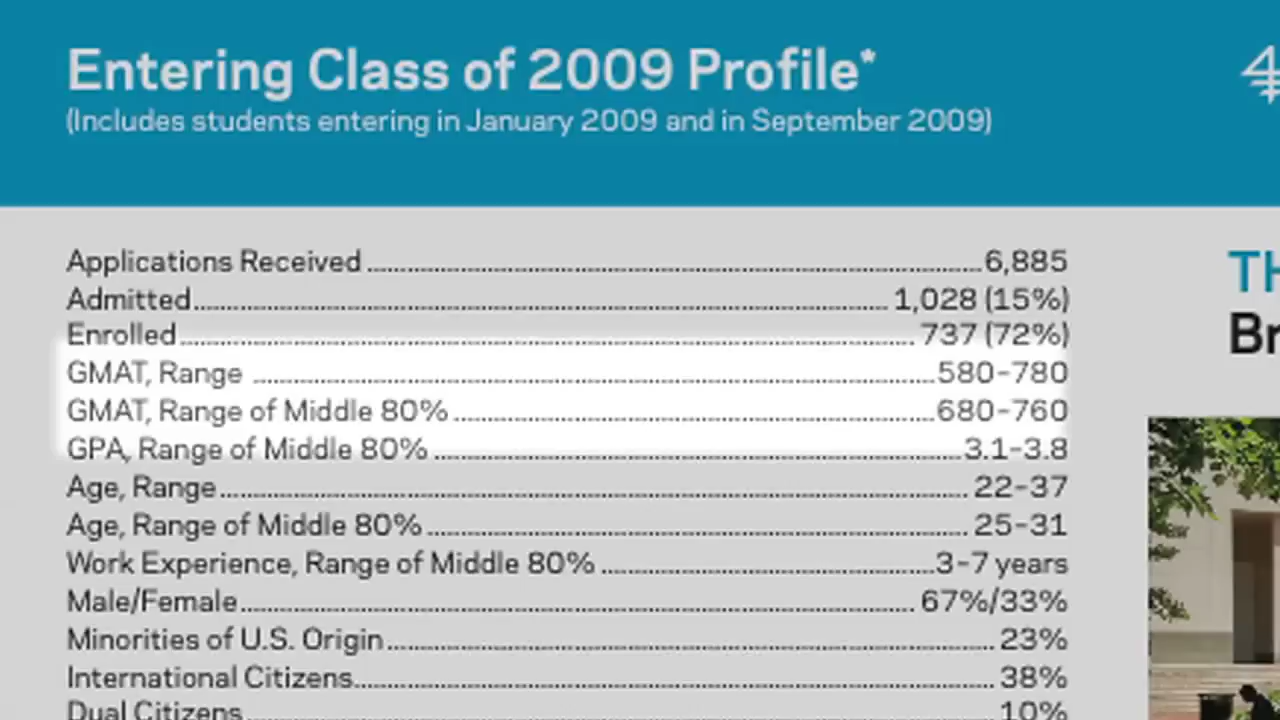 Entering Class of 2009 Profile*
(Includes students entering in January 2009 and in September 2009)
Applications Received 6,885
Admitted 1,028 (15%)
Enrolled 737 (72%)
GMAT, Range 580-780
GMAT, Range of Middle 80% 680-760
GPA, Range of Middle 80% 3.1-3.8
Age, Range 22-37
Age, Range of Middle 80% 25-31
Work Experience, Range of Middle 80% 3-7 years
Male/Female 67%/33%
Minorities of U.S. Origin 23%
International Citizens 38%
Dual Citizens 10%
TH
Br